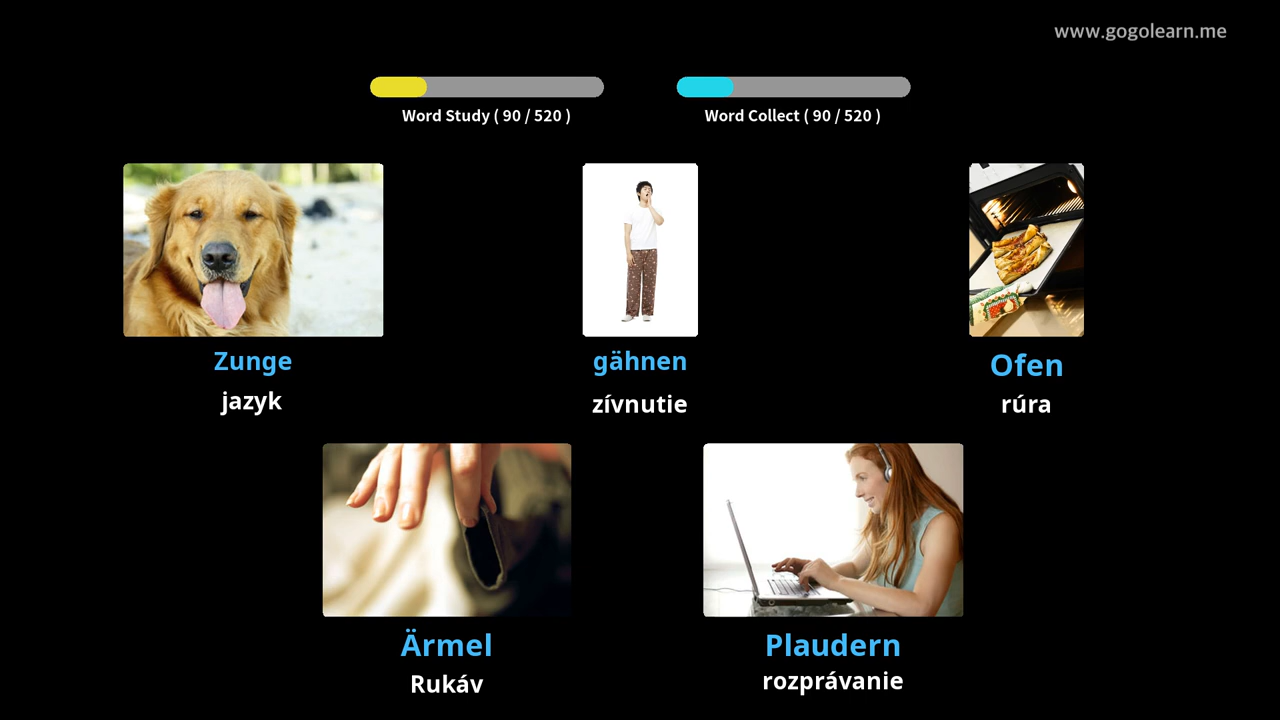 www.gogolearn.me
Word Study ( 90 / 520 )
Word Collect ( 90 / 520 )
Zunge
jazyk
gähnen
zívnutie
Ofen
rúra
Ärmel
Rukáv
Plaudern
rozprávanie